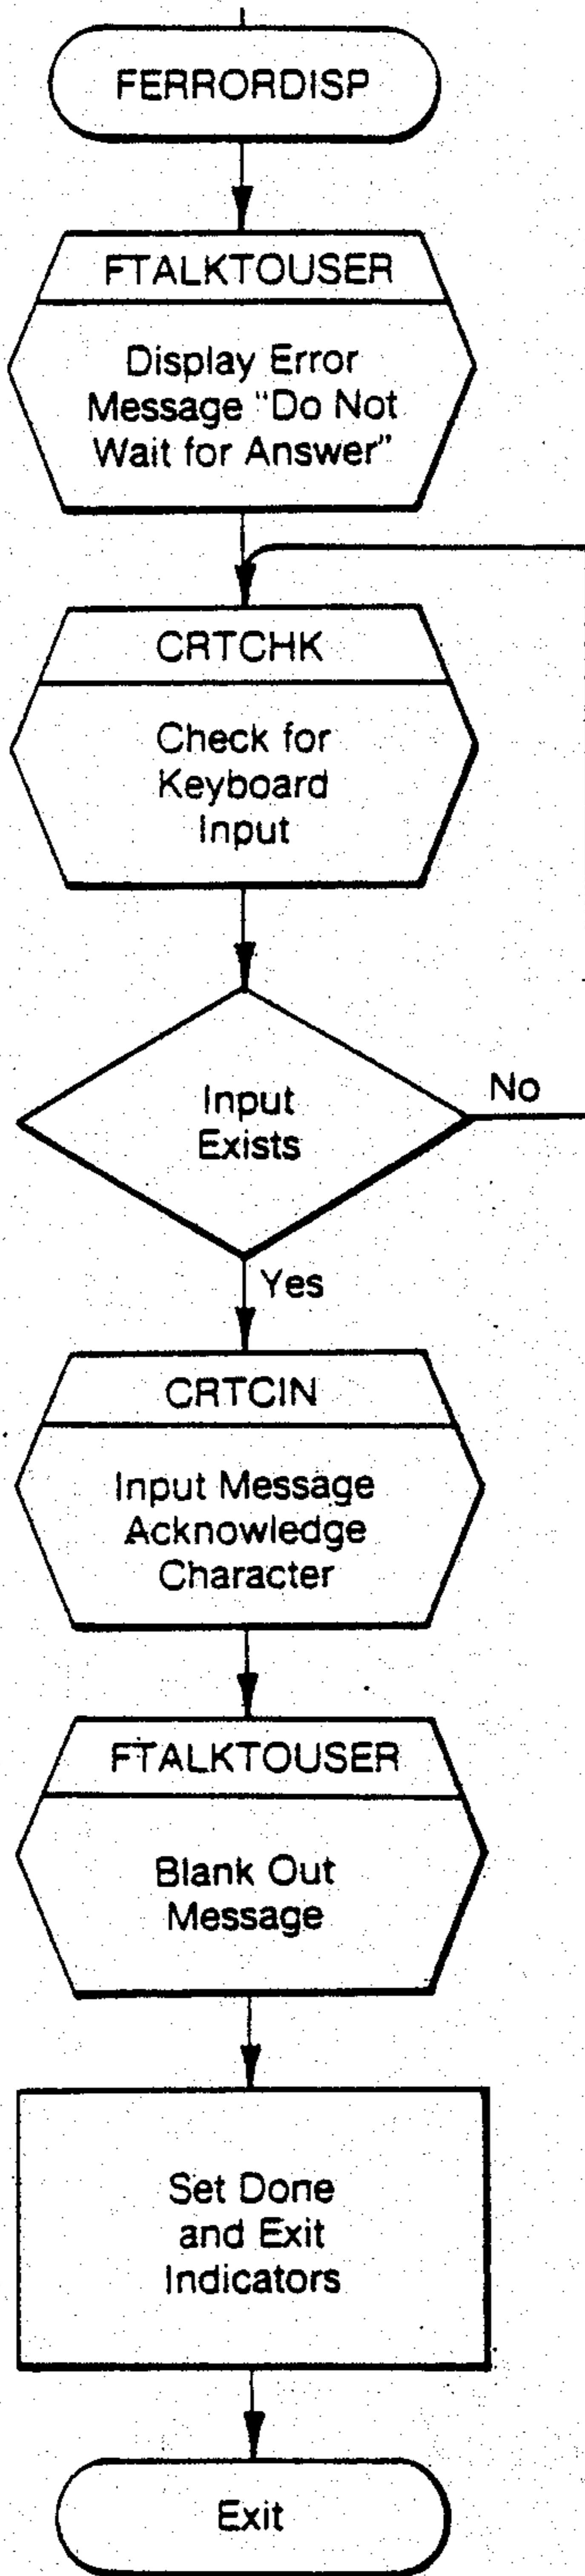 FERRORDISP
FTALKTOUSER
Display Error
Message "Do Not
Wait for Answer"
CRTCHK
Check for
Keyboard
Input
Input
Exists
No
Yes
CRTCIN
Input Message
Acknowledge
Character
FTALKTOUSER
Blank Out
Message
Set Done
and Exit
Indicators
Exit